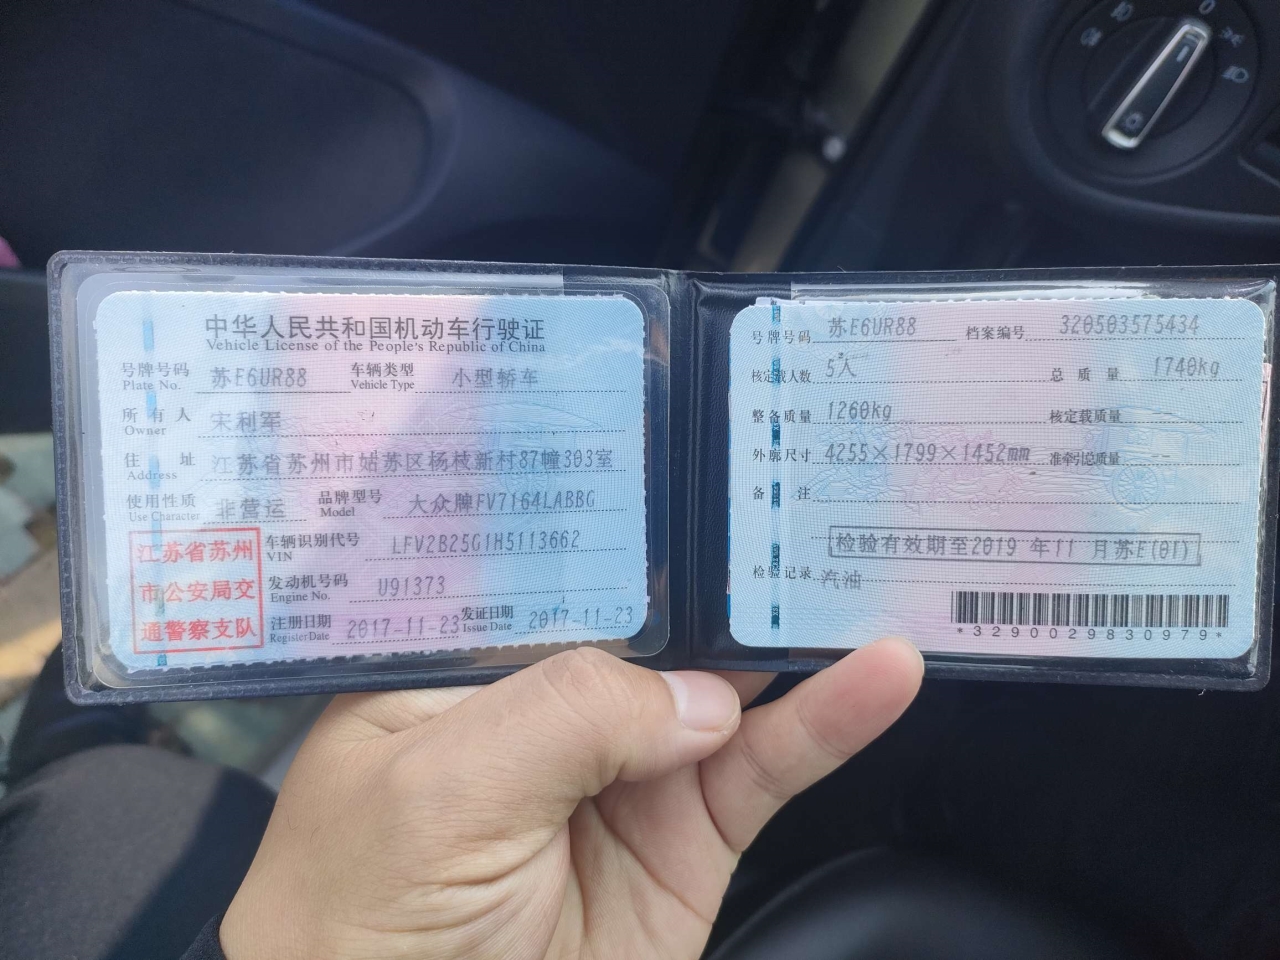 中华人民共和国机动车行驶证
Vehicle License of the People's Republic of China
号牌号码 苏E6UR88 车辆类型 小型轿车
Plate No. Vehicle Type
所有人 宋利军
Owner
住址 江苏省苏州市姑苏区杨枝新村87幢303室
Address
使用性质 非营运 品牌型号 大众牌FV7164LABBG
Use Character Model
江苏省苏州
市公安局交
通警察支队
车辆识别代号 LFV2B25G1H5113662
VIN
发动机号码 U91373
Engine No.
注册日期 2017-11-23 发证日期 2017-11-23
Register Date Issue Date
号牌号码 苏E6UR88 档案编号 320503575434
核定载人数 5人 总质量 1740kg
整备质量 1260kg 核定载质量 --
外廓尺寸 4255×1799×1452mm 准牵引总质量 --
备注
检验有效期至2019 年11 月苏E(01)
检验记录 汽油
*3290029830979*
0